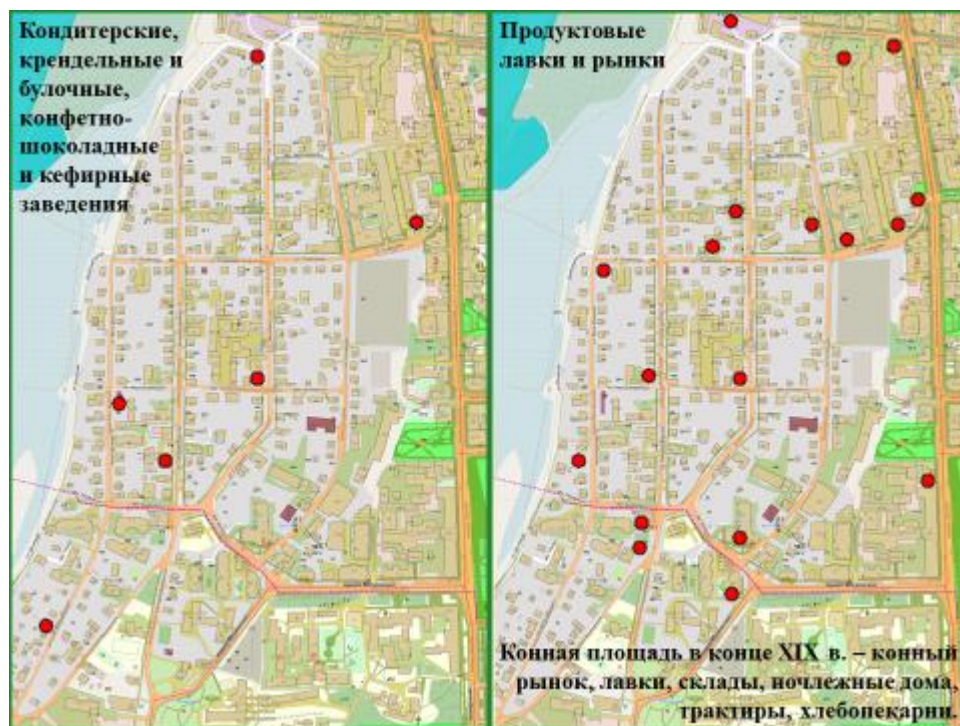 Кондитерские,
крендельные и
булочные,
конфетно-
шоколадные
и кефирные
заведения
Продуктовые
лавки и рынки
Конная площадь в конце XIX в. – конный
рынок, лавки, склады, ночлежные дома,
трактиры, хлебопекарни.